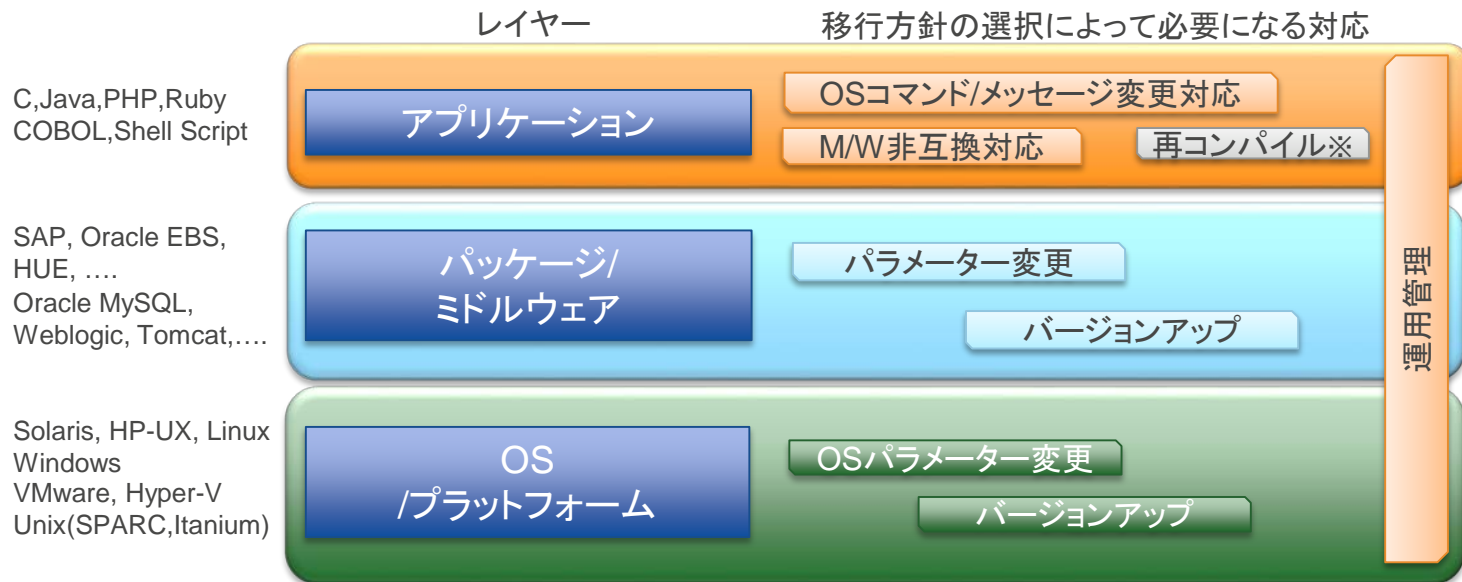 レイヤー
移行方針の選択によって必要になる対応
C,Java,PHP,Ruby
COBOL,Shell Script
アプリケーション
OSコマンド/メッセージ変更対応
M/W非互換対応
再コンパイル※
SAP, Oracle EBS,
HUE, ….
Oracle MySQL,
Weblogic, Tomcat,….
パッケージ/
ミドルウェア
パラメーター変更
バージョンアップ
Solaris, HP-UX, Linux
Windows
VMware, Hyper-V
Unix(SPARC,Itanium)
OS
/プラットフォーム
OSパラメーター変更
バージョンアップ
運用管理